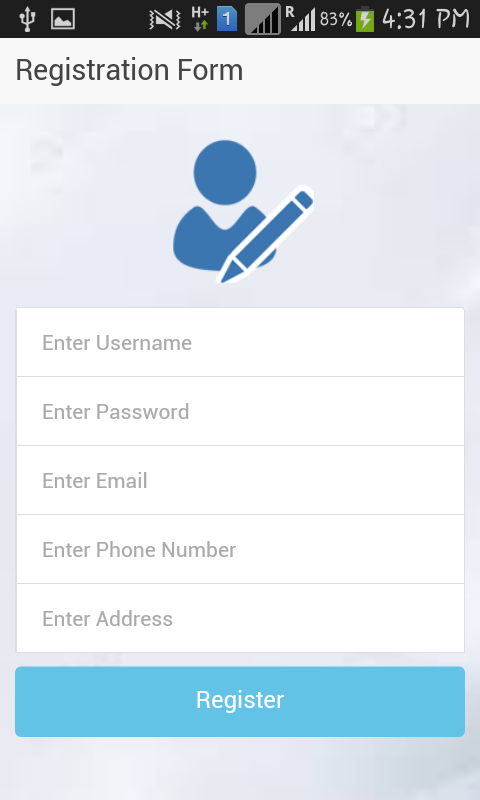 H+ 1 R 83% 4:31 PM
Registration Form
Enter Username
Enter Password
Enter Email
Enter Phone Number
Enter Address
Register